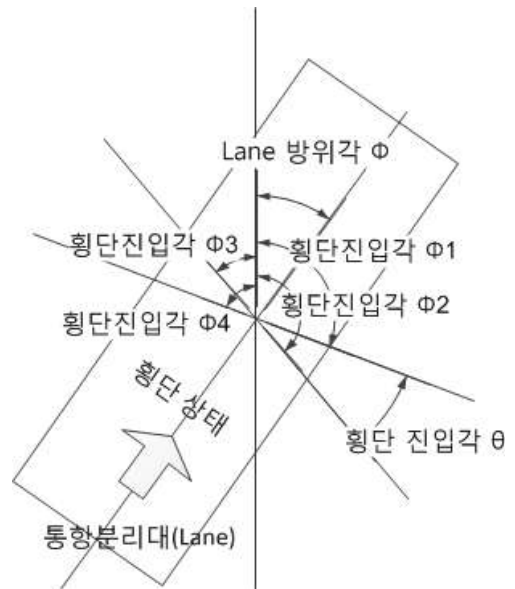 Lane 방위각 Φ
횡단진입각 Φ3
횡단진입각 Φ1
횡단진입각 Φ2
횡단진입각 Φ4
횡단 상태
횡단 진입각 θ
통항분리대(Lane)